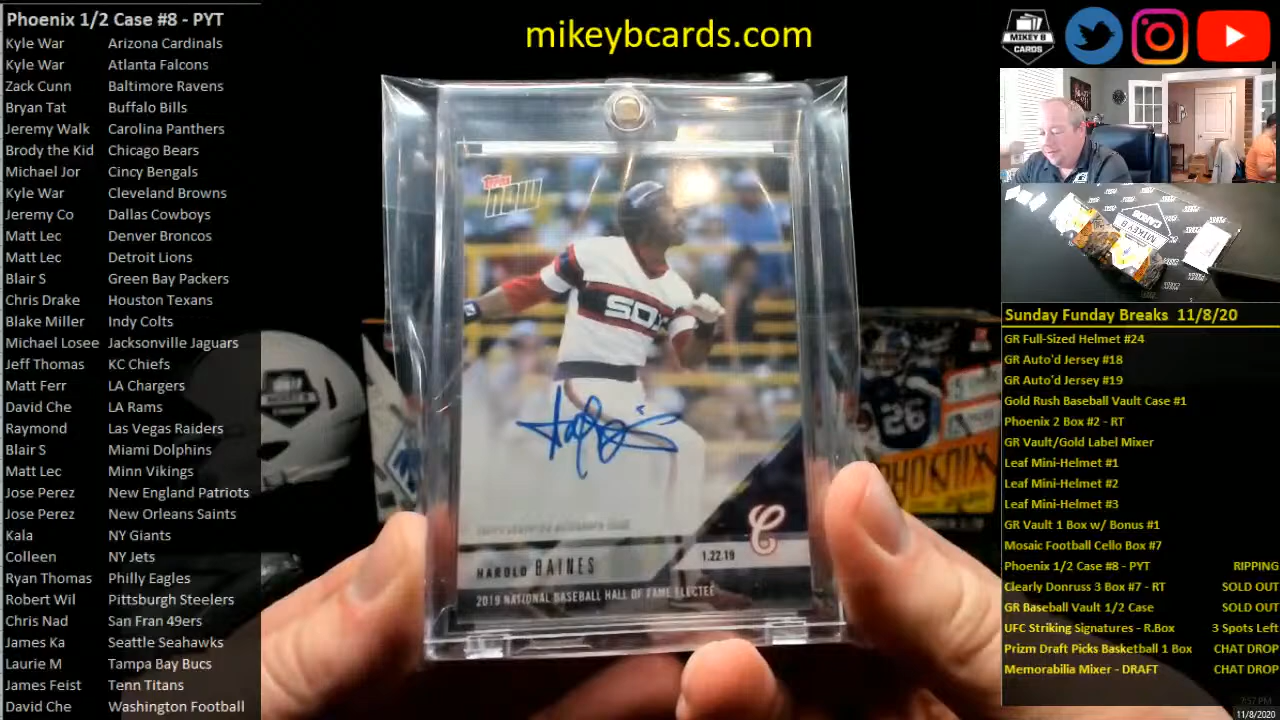 Phoenix 1/2 Case #8 - PYT
Kyle War Arizona Cardinals
Kyle War Atlanta Falcons
Zack Cunn Baltimore Ravens
Bryan Tat Buffalo Bills
Jeremy Walk Carolina Panthers
Brody the Kid Chicago Bears
Michael Jor Cincy Bengals
Kyle War Cleveland Browns
Jeremy Co Dallas Cowboys
Matt Lec Denver Broncos
Matt Lec Detroit Lions
Blair S Green Bay Packers
Chris Drake Houston Texans
Blake Miller Indy Colts
Michael Losee Jacksonville Jaguars
Jeff Thomas KC Chiefs
Matt Ferr LA Chargers
David Che LA Rams
Raymond Las Vegas Raiders
Blair S Miami Dolphins
Matt Lec Minn Vikings
Jose Perez New England Patriots
Jose Perez New Orleans Saints
Kala NY Giants
Colleen NY Jets
Ryan Thomas Philly Eagles
Robert Wil Pittsburgh Steelers
Chris Nad San Fran 49ers
James Ka Seattle Seahawks
Laurie M Tampa Bay Bucs
James Feist Tenn Titans
David Che Washington Football
mikeybcards.com
Topps
NOW
SOX
26
PHOENIX
TOPPS CERTIFIED AUTOGRAPH ISSUE
C
1.22.19
HAROLD BAINES
2019 NATIONAL BASEBALL HALL OF FAME ELECTEE
MIKEY B
CARDS
Sunday Funday Breaks 11/8/20
GR Full-Sized Helmet #24
GR Auto'd Jersey #18
GR Auto'd Jersey #19
Gold Rush Baseball Vault Case #1
Phoenix 2 Box #2 - RT
GR Vault/Gold Label Mixer
Leaf Mini-Helmet #1
Leaf Mini-Helmet #2
Leaf Mini-Helmet #3
GR Vault 1 Box w/ Bonus #1
Mosaic Football Cello Box #7
Phoenix 1/2 Case #8 - PYT RIPPING
Clearly Donruss 3 Box #7 - RT SOLD OUT
GR Baseball Vault 1/2 Case SOLD OUT
UFC Striking Signatures - R.Box 3 Spots Left
Prizm Draft Picks Basketball 1 Box CHAT DROP
Memorabilia Mixer - DRAFT CHAT DROP
7:57 PM
11/8/2020